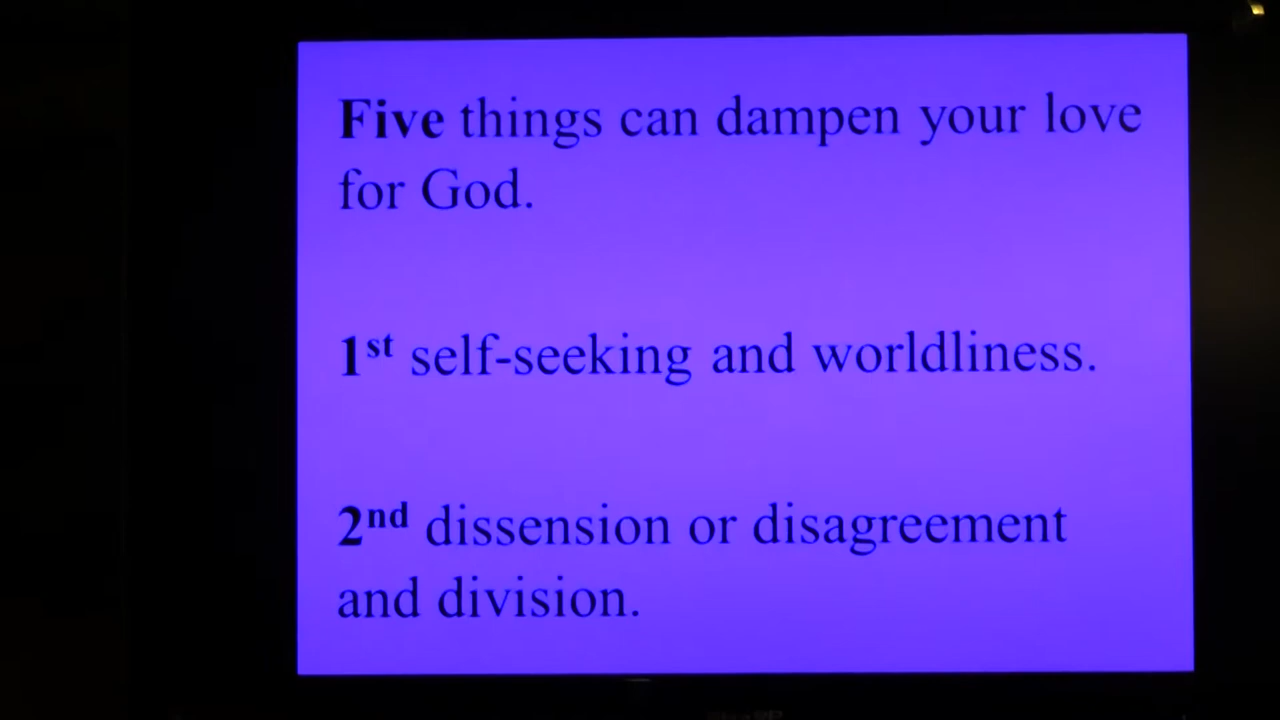 Five things can dampen your love
for God.
1st self-seeking and worldliness.
2nd dissension or disagreement
and division.